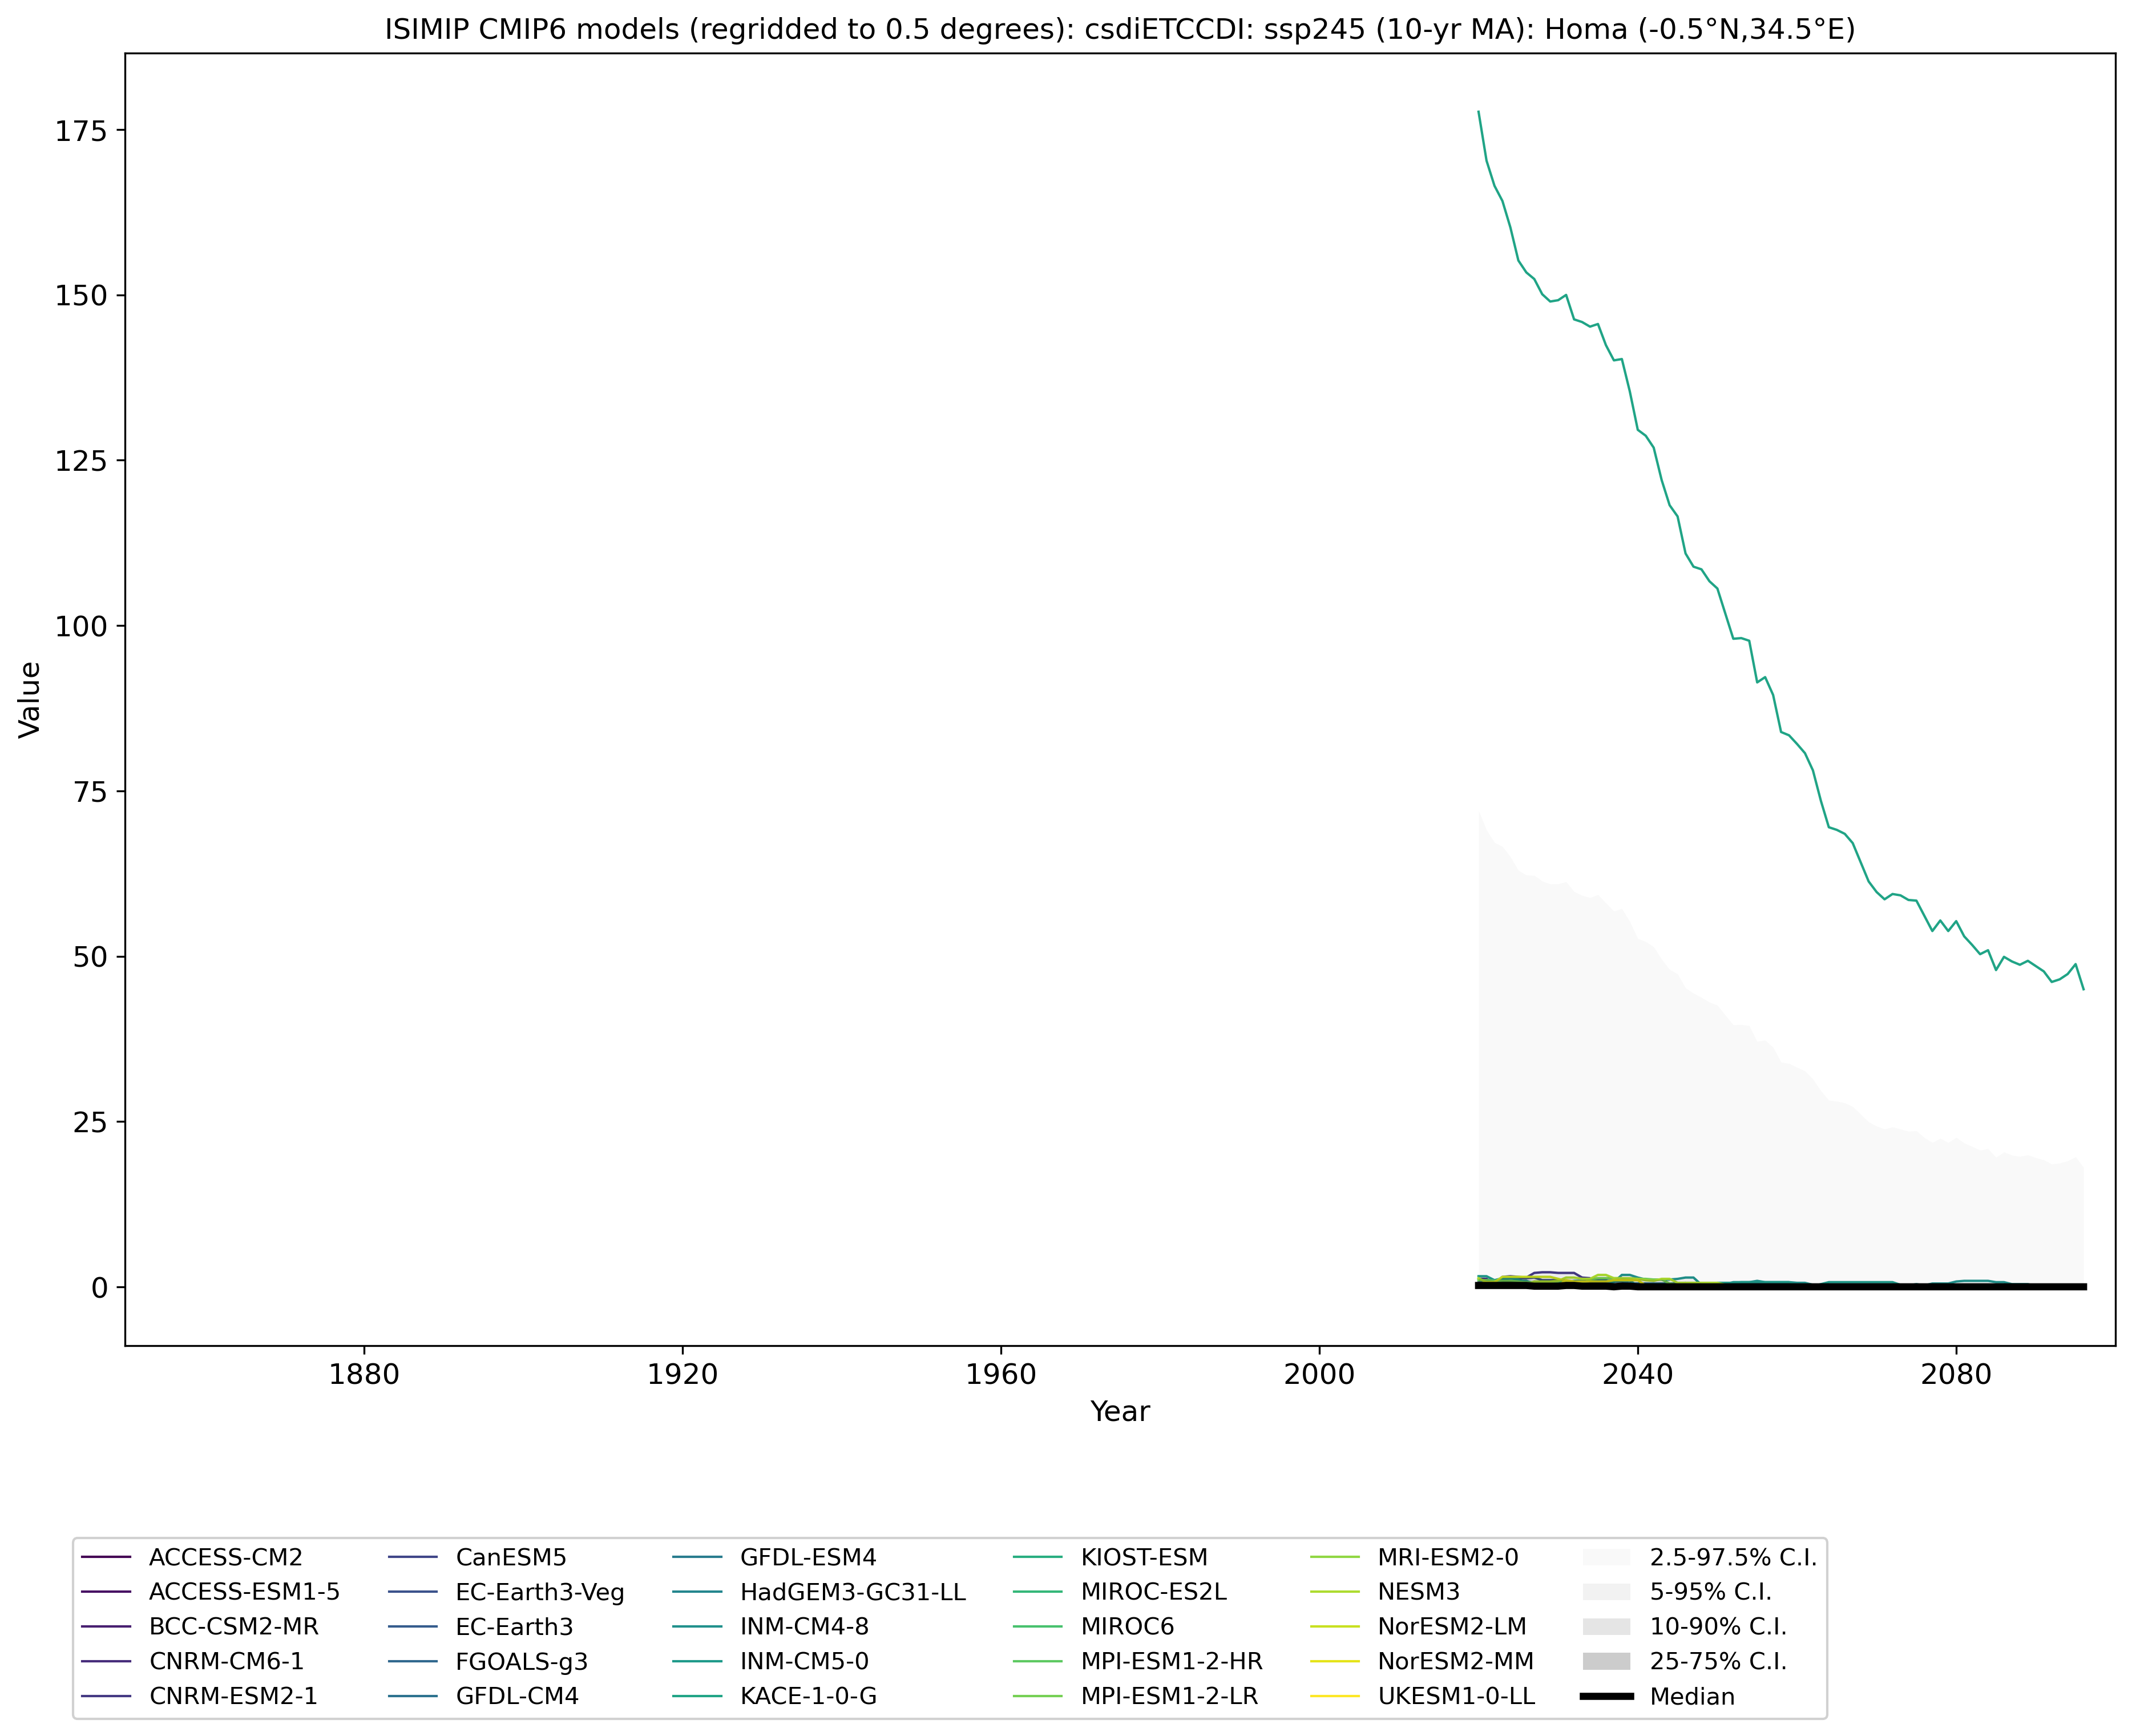 ISIMIP CMIP6 models (regridded to 0.5 degrees): csdiETCCDI: ssp245 (10-yr MA): Homa (-0.5°N,34.5°E)
175
150
125
100
75
50
25
0
Value
1880
1920
1960
2000
2040
2080
Year
ACCESS-CM2
ACCESS-ESM1-5
BCC-CSM2-MR
CNRM-CM6-1
CNRM-ESM2-1
CanESM5
EC-Earth3-Veg
EC-Earth3
FGOALS-g3
GFDL-CM4
GFDL-ESM4
HadGEM3-GC31-LL
INM-CM4-8
INM-CM5-0
KACE-1-0-G
KIOST-ESM
MIROC-ES2L
MIROC6
MPI-ESM1-2-HR
MPI-ESM1-2-LR
MRI-ESM2-0
NESM3
NorESM2-LM
NorESM2-MM
UKESM1-0-LL
2.5-97.5% C.I.
5-95% C.I.
10-90% C.I.
25-75% C.I.
Median